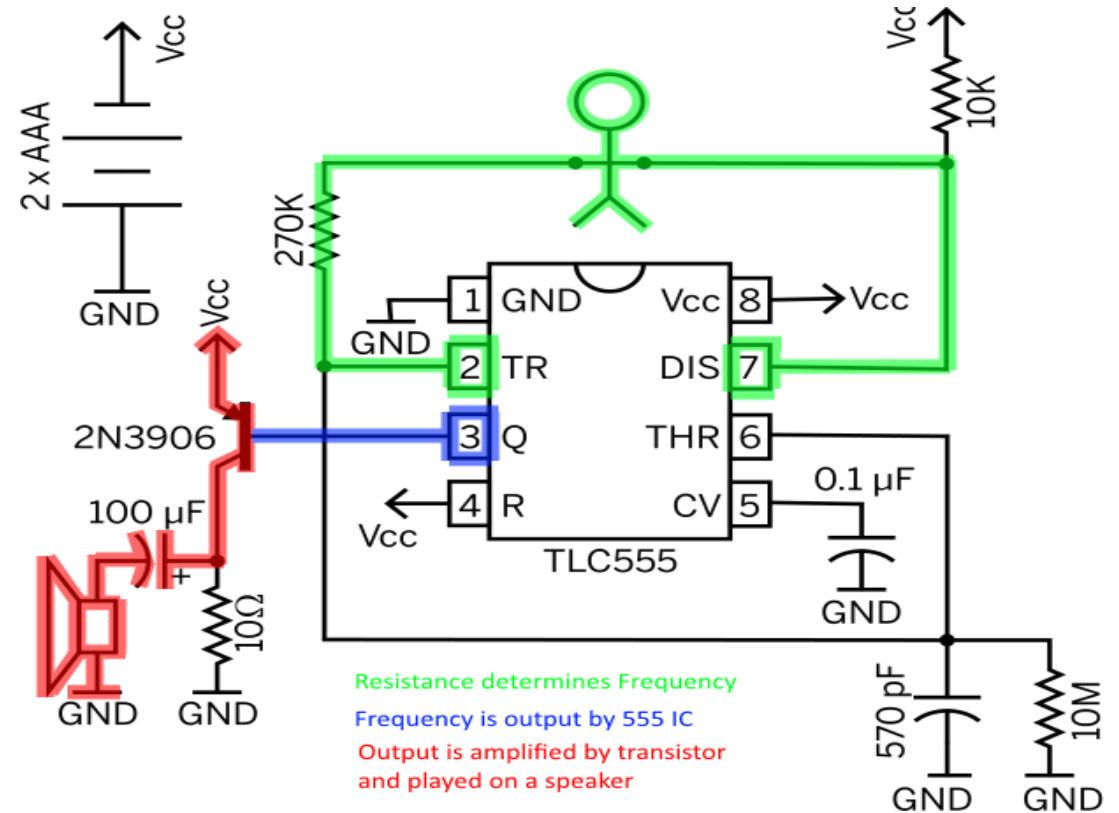 Vcc
2 x AAA
GND
Vcc
10K
270K
1 GND
Vcc 8
Vcc
GND
2 TR
DIS 7
Vcc
2N3906
3 Q
THR 6
4 R
CV 5
Vcc
0.1 µF
100 µF
+
TLC555
GND
10Ω
GND
GND
570 pF
10M
GND
GND
Resistance determines Frequency
Frequency is output by 555 IC
Output is amplified by transistor
and played on a speaker